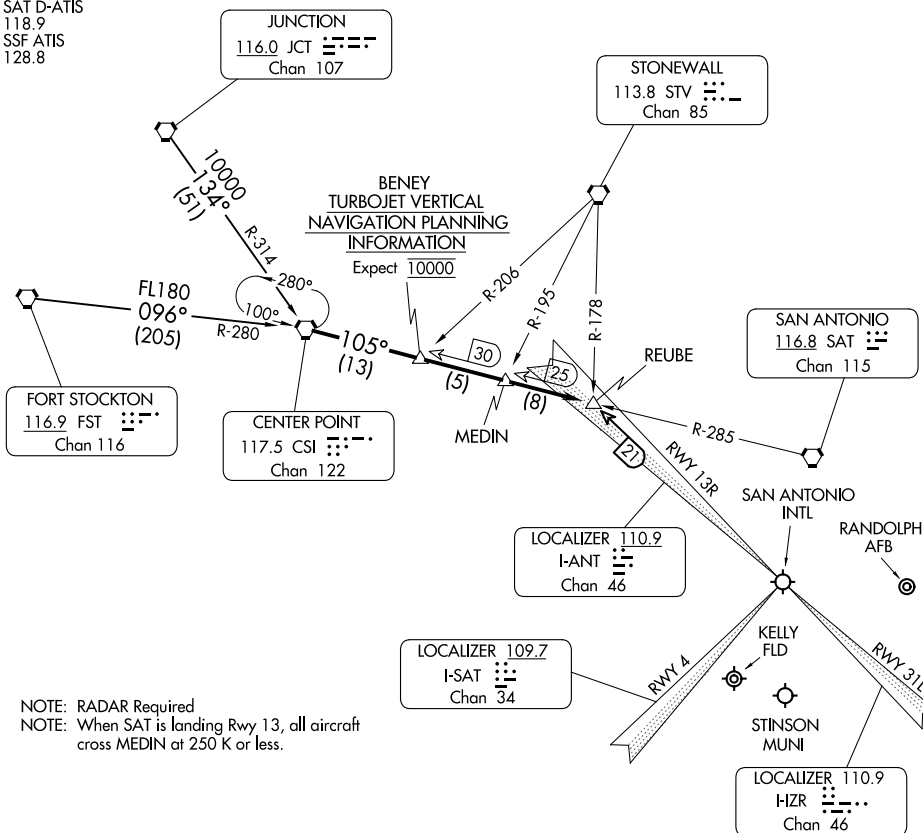 SAT D-ATIS
118.9
SSF ATIS
128.8
JUNCTION
116.0 JCT
Chan 107
STONEWALL
113.8 STV
Chan 85
10000
134°
(51)
R-314
BENEY
TURBOJET VERTICAL
NAVIGATION PLANNING
INFORMATION
Expect 10000
R-206
R-195
R-178
280°
100°
FL180
096°
(205)
R-280
105°
(13)
30
(5)
25
(8)
REUBE
MEDIN
SAN ANTONIO
116.8 SAT
Chan 115
R-285
FORT STOCKTON
116.9 FST
Chan 116
CENTER POINT
117.5 CSI
Chan 122
21
RWY 13R
SAN ANTONIO
INTL
RANDOLPH
AFB
LOCALIZER 110.9
I-ANT
Chan 46
LOCALIZER 109.7
I-SAT
Chan 34
RWY 4
KELLY
FLD
RWY 31L
STINSON
MUNI
NOTE: RADAR Required
NOTE: When SAT is landing Rwy 13, all aircraft
cross MEDIN at 250 K or less.
LOCALIZER 110.9
I-IZR
Chan 46